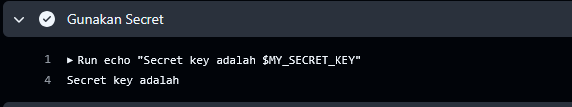 Gunakan Secret
1 ▶ Run echo "Secret key adalah $MY_SECRET_KEY"
4 Secret key adalah